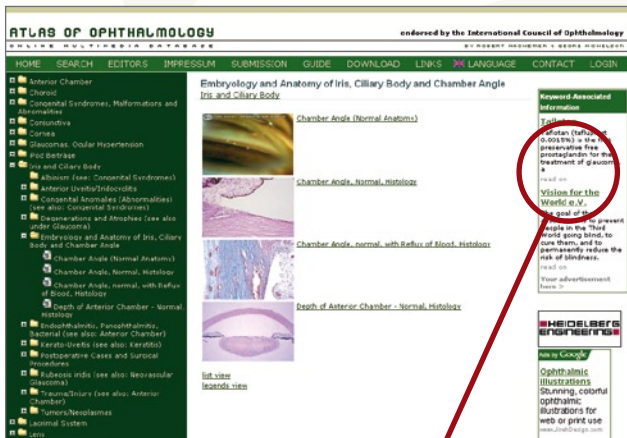 ATLAS OF OPHTHALMOLOGY
endorsed by the International Council of Ophthalmology
ONLINE MULTIMEDIA DATABASE
BY ROBERT MACHEMER & GEORG MICHELSON
HOME SEARCH EDITORS IMPRESSUM SUBMISSION GUIDE DOWNLOAD LINKS LANGUAGE CONTACT LOGIN
Anterior Chamber
Choroid
Congenital Syndromes, Malformations and
Abnormalities
Conjunctiva
Cornea
Glaucomas, Ocular Hypertension
iPod Beiträge
Iris and Ciliary Body
Albinism (see: Congenital Syndromes)
Anterior Uveitis/Iridocyclitis
Congenital Anomalies (Abnormalities)
(see also: Congenital Syndromes)
Degenerations and Atrophies (see also
under Glaucoma)
Embryology and Anatomy of Iris, Ciliary
Body and Chamber Angle
Chamber Angle (Normal Anatomy)
Chamber Angle, Normal, Histology
Chamber Angle, normal, with Reflux
of Blood, Histology
Depth of Anterior Chamber - Normal,
Histology
Endophthalmitis, Panophthalmitis,
Bacterial (see also: Anterior Chamber)
Kerato-Uveitis (see also: Keratitis)
Postoperative Cases and Surgical
Procedures
Rubeosis iridis (see also: Neovascular
Glaucoma)
Trauma/Injury (see also: Anterior
Chamber)
Tumors/Neoplasmas
Lacrimal System
Lens
Embryology and Anatomy of Iris, Ciliary Body and Chamber Angle
Iris and Ciliary Body
Chamber Angle (Normal Anatomy)
Chamber Angle, Normal, Histology
Chamber Angle, normal, with Reflux of Blood, Histology
Depth of Anterior Chamber - Normal, Histology
list view
legends view
Keyword-Associated
Information
Taflotan
Taflotan (tafluprost
0.0015%) is the first
preservative free
prostaglandin for the
treatment of glaucom
a
read on
Vision for the
World e.V.
The goal of the
to prevent
people in the Third
World going blind, to
cure them, and to
permanently reduce the
risk of blindness.
read on
Your advertisement
here ?
HEIDELBERG
ENGINEERING
Ads by Google
Ophthalmic
illustrations
Stunning, colorful
ophthalmic
illustrations for
web or print use